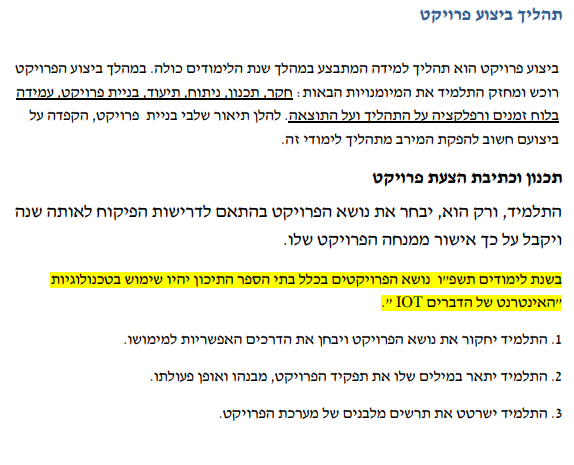 תהליך ביצוע פרויקט
ביצוע פרויקט הוא תהליך למידה המתבצע במהלך שנת הלימודים כולה. במהלך ביצוע הפרויקט
רוכש ומחזק התלמיד את המיומנויות הבאות: חקר, תכנון, ניתוח, תיעוד, בניית פרויקט, עמידה
בלוח זמנים ורפלקציה על התהליך ועל התוצאה. להלן תיאור שלבי בניית פרויקט, הקפדה על
ביצועם חשוב להפקת המירב מתהליך לימודי זה.
תכנון וכתיבת הצעת פרויקט
התלמיד, ורק הוא, יבחר את נושא הפרויקט בהתאם לדרישות הפיקוח לאותה שנה
ויקבל על כך אישור ממנחה הפרויקט שלו.
בשנת לימודים תשפ״ו נושא הפרויקטים בכלל בתי הספר התיכון יהיו שימוש בטכנולוגיות
״האינטרנט של הדברים IOT ״.
1. התלמיד יחקור את נושא הפרויקט ויבחן את הדרכים האפשריות למימושו.
2. התלמיד יתאר במילים שלו את תפקיד הפרויקט, מבנהו ואופן פעולתו.
3. התלמיד ישרטט את תרשים מלבנים של מערכת הפרויקט.